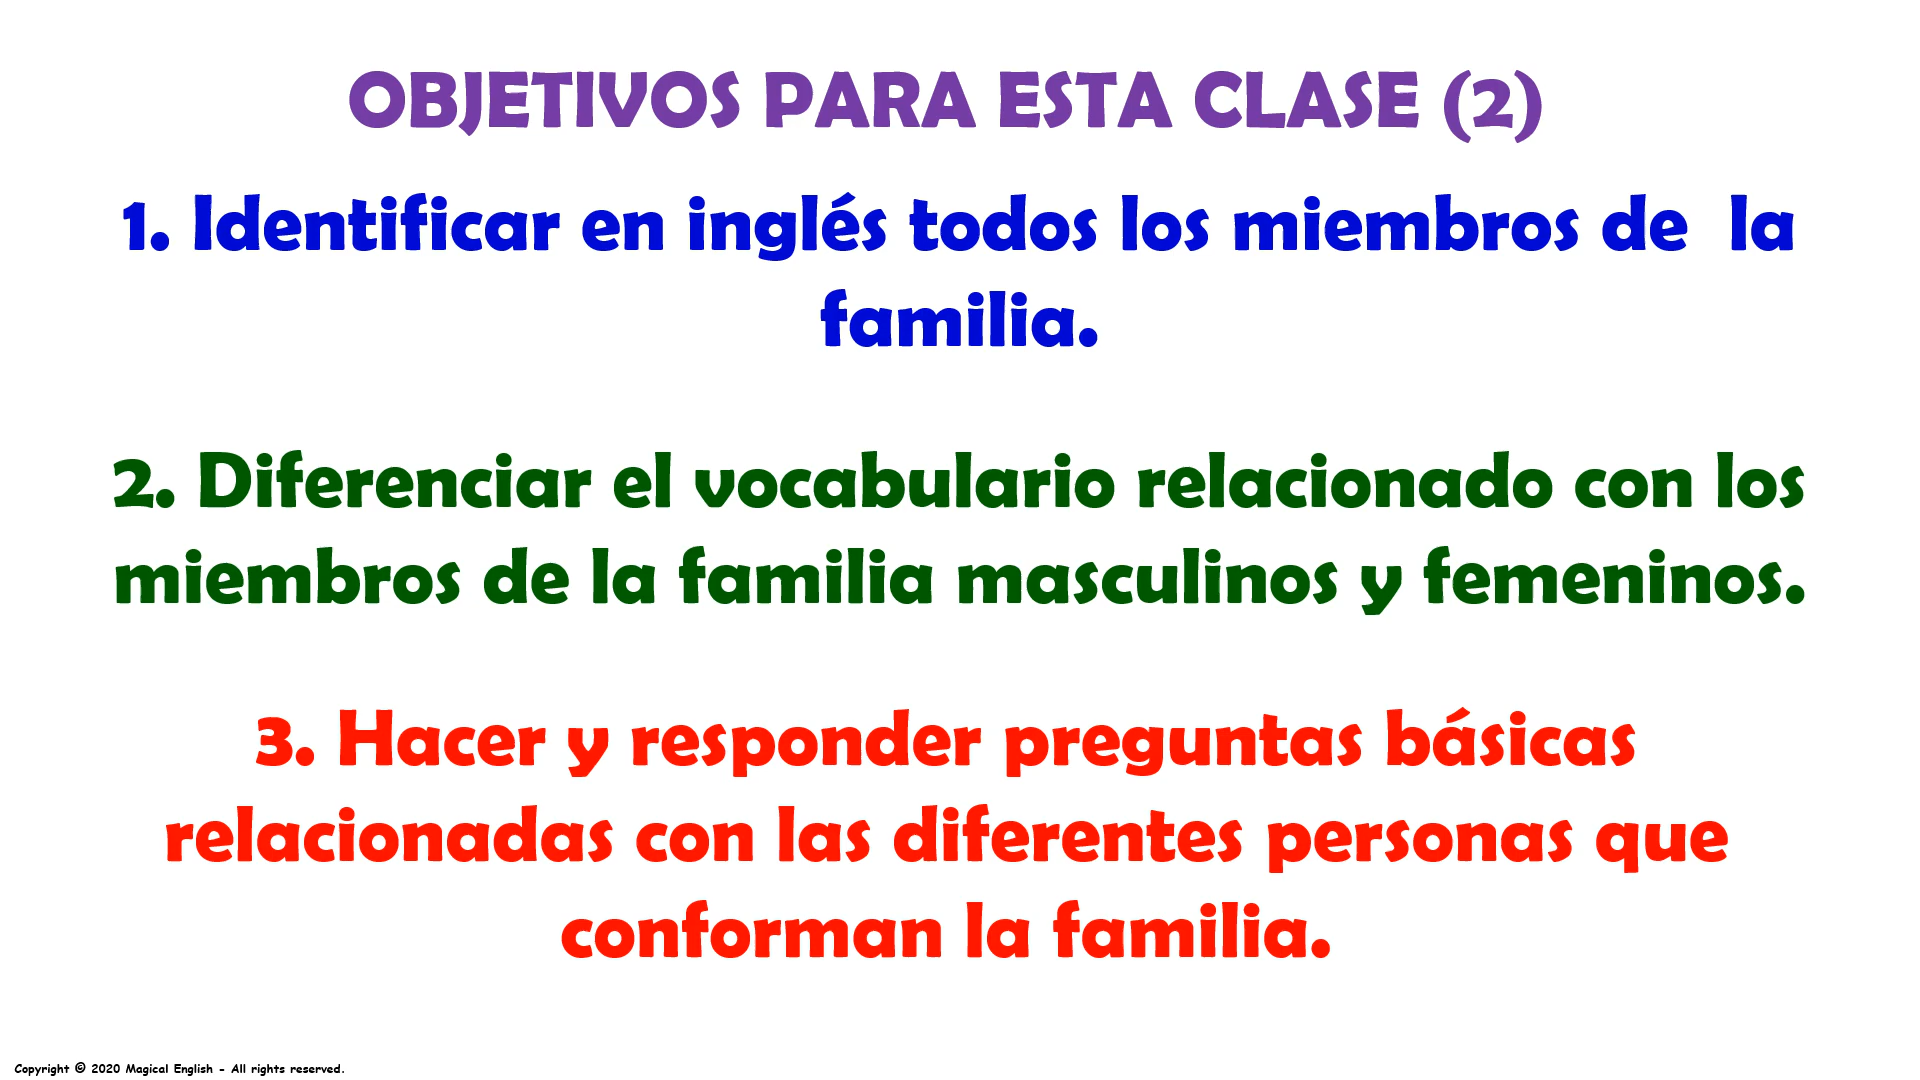 OBJETIVOS PARA ESTA CLASE (2)
1. Identificar en inglés todos los miembros de  la
familia.
2. Diferenciar el vocabulario relacionado con los
miembros de la familia masculinos y femeninos.
3. Hacer y responder preguntas básicas
relacionadas con las diferentes personas que
conforman la familia.
Copyright © 2020 Magical English - All rights reserved.